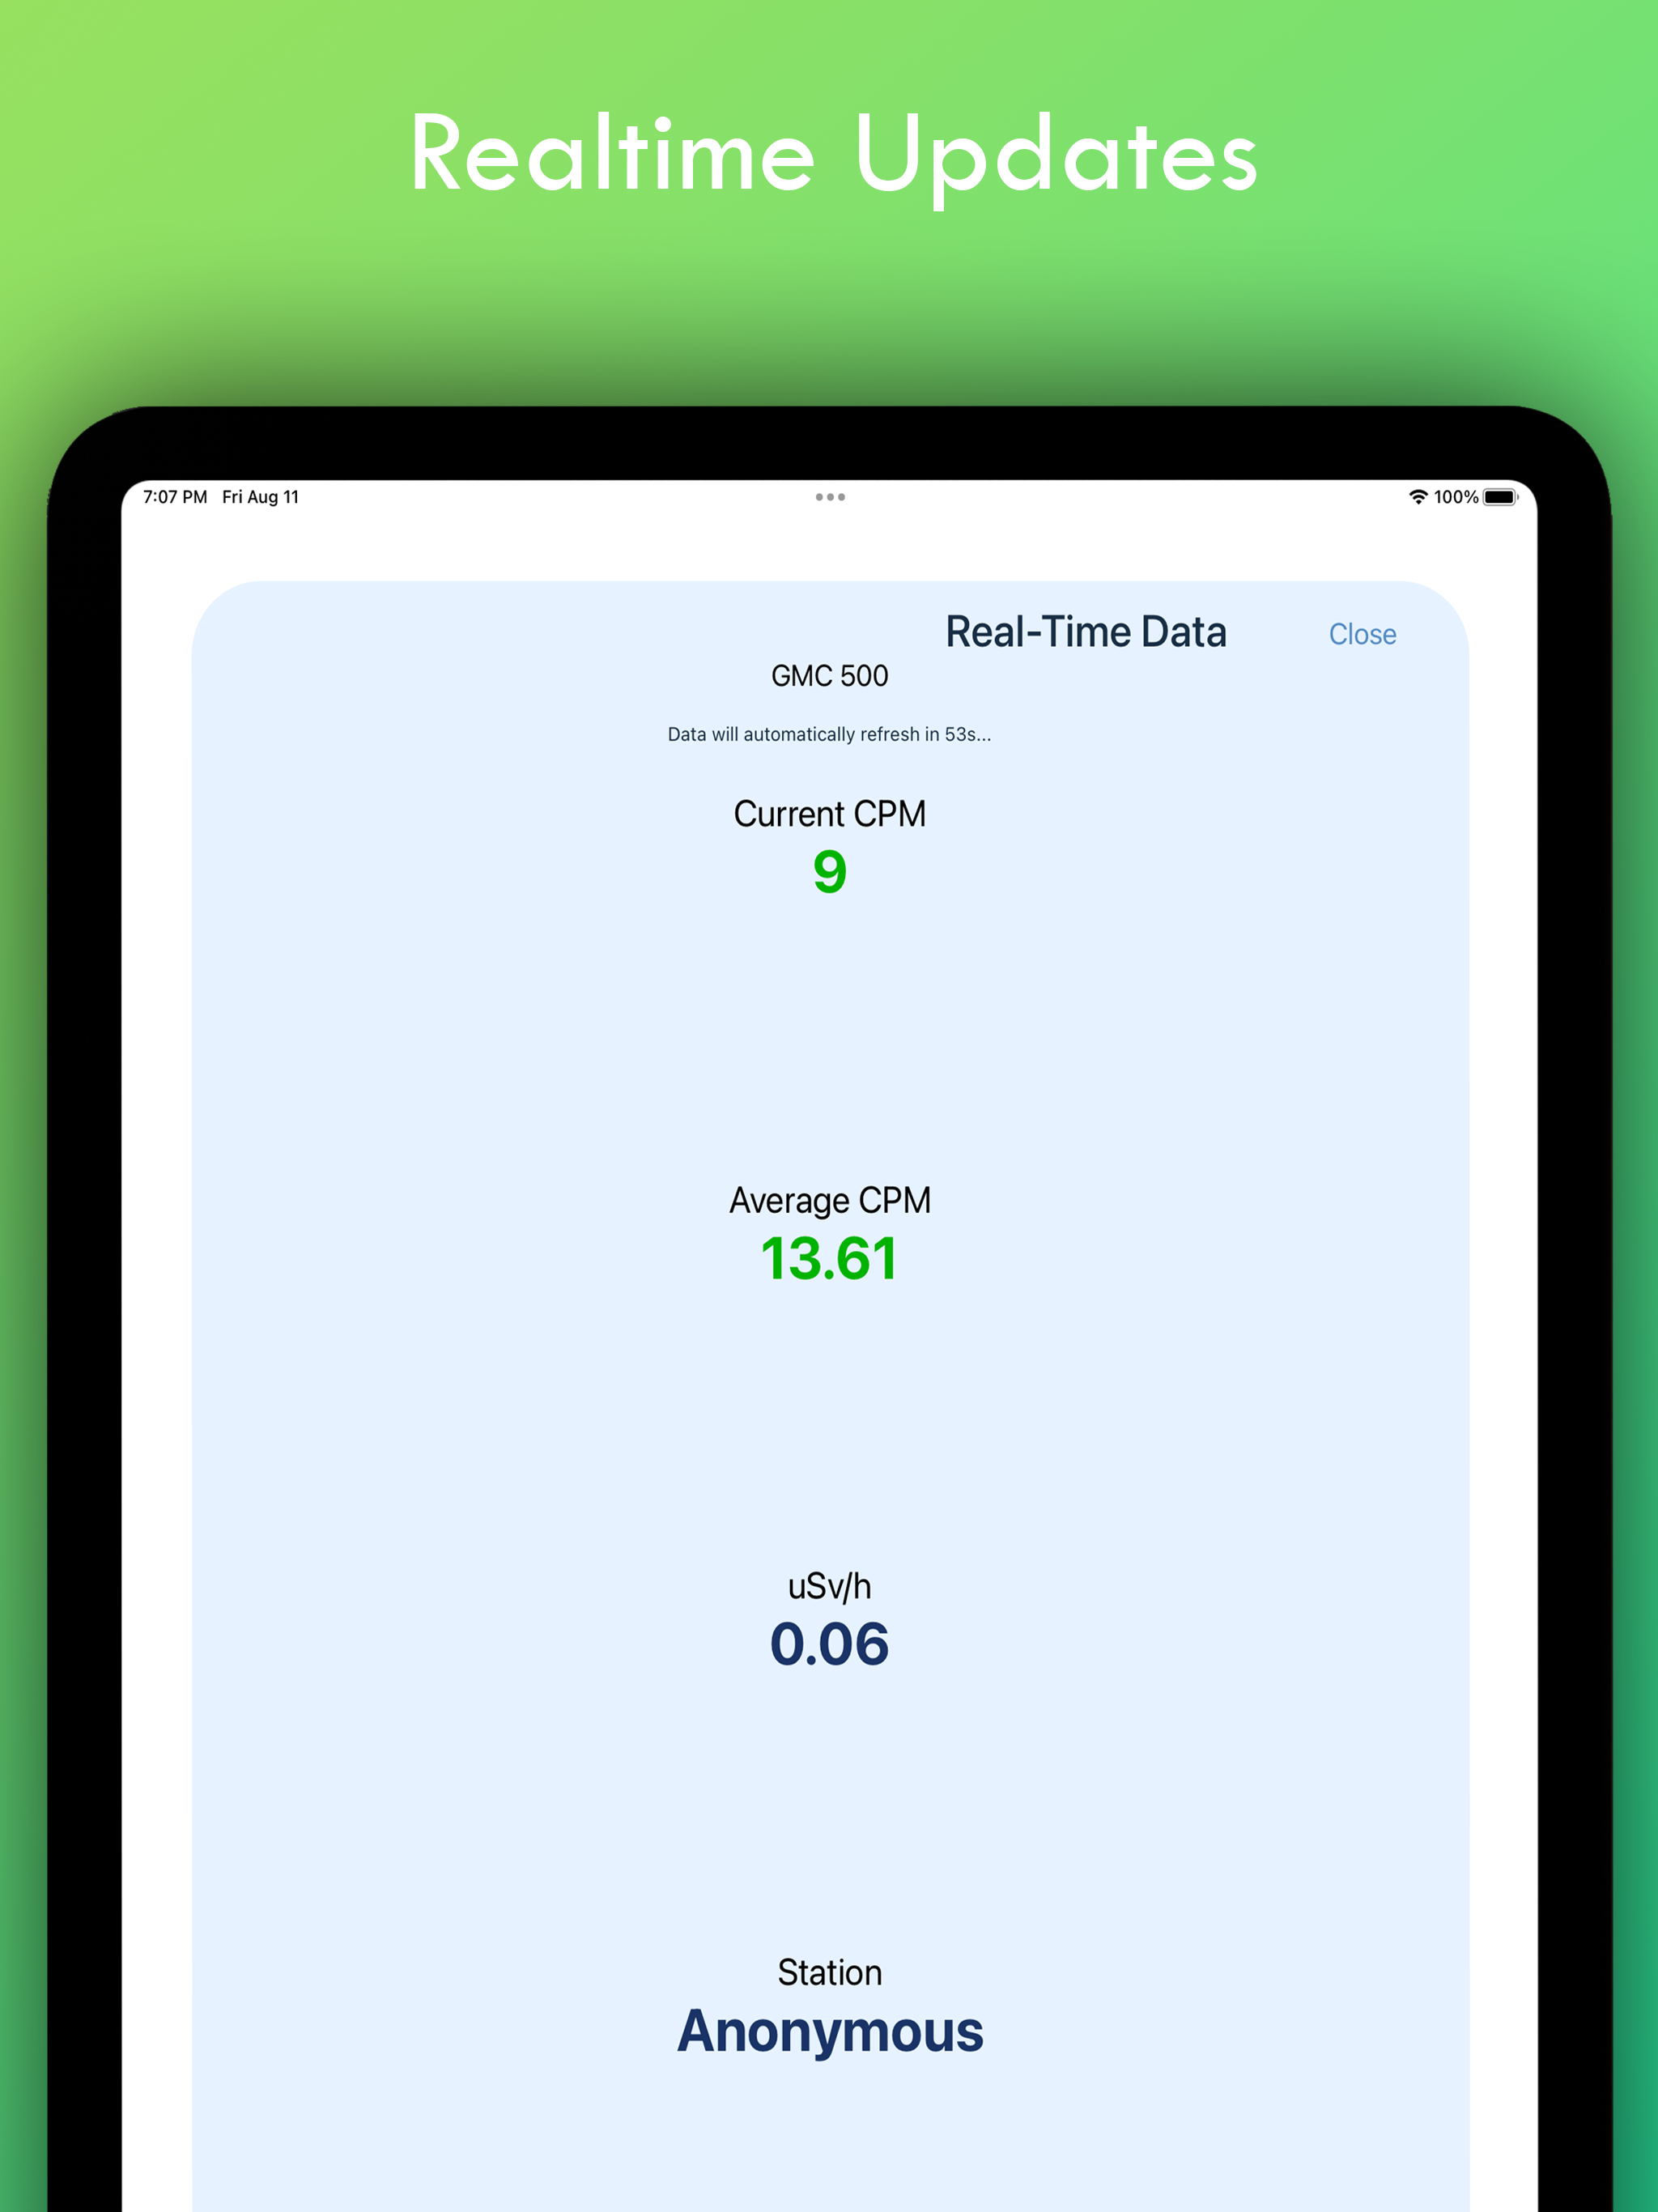 Realtime Updates
7:07 PM Fri Aug 11
100%
Real-Time Data
Close
GMC 500
Data will automatically refresh in 53s...
Current CPM
9
Average CPM
13.61
uSv/h
0.06
Station
Anonymous